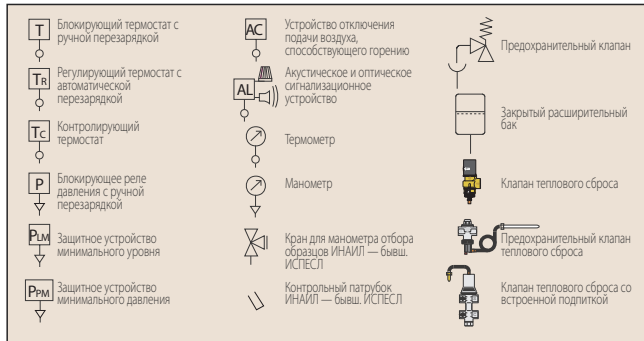 T
Блокирующий термостат с
ручной перезарядкой
TR
Регулирующий термостат с
автоматической
перезарядкой
TC
Контролирующий
термостат
P
Блокирующее реле
давления с ручной
перезарядкой
PLM
Защитное устройство
минимального уровня
PPM
Защитное устройство
минимального давления
AC
Устройство отключения
подачи воздуха,
способствующего горению
AL
Акустическое и оптическое
сигнализационное
устройство
Термометр
Манометр
Кран для манометра отбора
образцов ИНАИЛ — бывш.
ИСПЕСЛ
Контрольный патрубок
ИНАИЛ — бывш. ИСПЕСЛ
Предохранительный клапан
Закрытый расширительный
бак
Клапан теплового сброса
Предохранительный клапан
теплового сброса
Клапан теплового сброса со
встроенной подпиткой